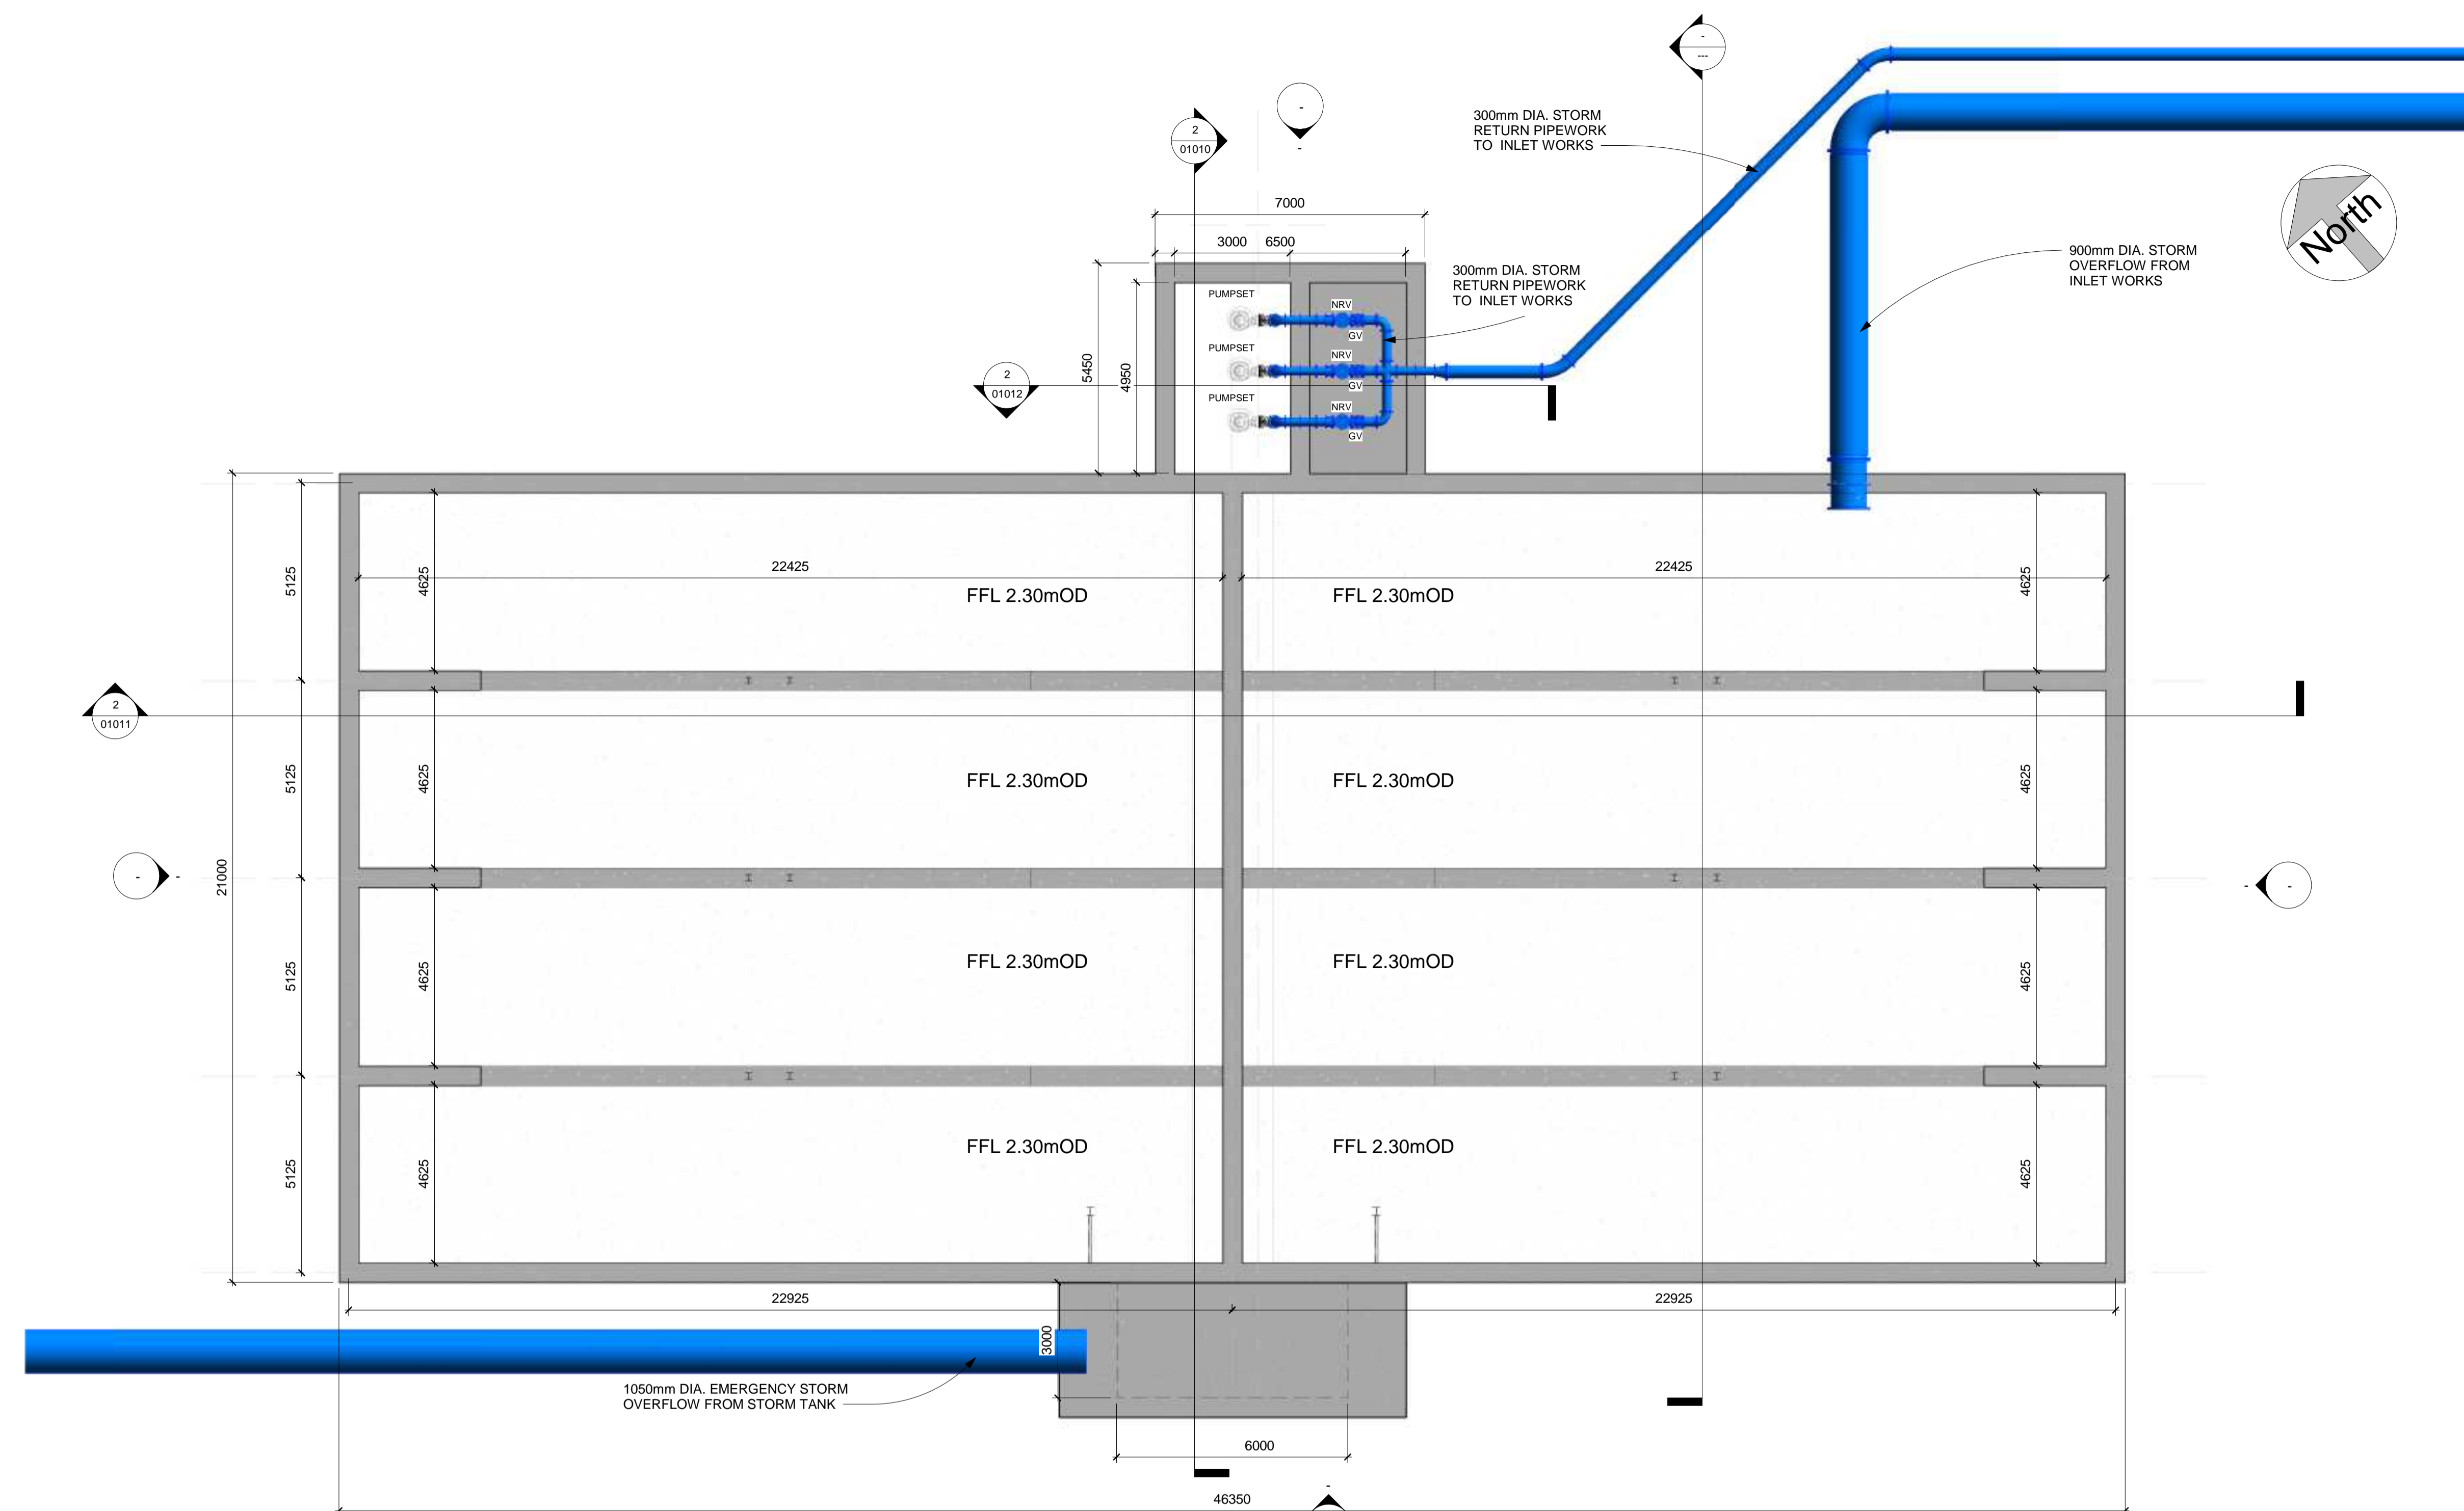 -
---
-
-
2
01010
300mm DIA. STORM
RETURN PIPEWORK
TO INLET WORKS
North
7000
3000
6500
900mm DIA. STORM
OVERFLOW FROM
INLET WORKS
300mm DIA. STORM
RETURN PIPEWORK
TO INLET WORKS
PUMPSET
NRV
GV
PUMPSET
NRV
GV
PUMPSET
NRV
GV
5450
4950
2
01012
22425
22425
5125
4625
4625
FFL 2.30mOD
FFL 2.30mOD
2
01011
5125
4625
4625
FFL 2.30mOD
FFL 2.30mOD
-
-
21000
-
-
5125
4625
4625
FFL 2.30mOD
FFL 2.30mOD
5125
4625
4625
FFL 2.30mOD
FFL 2.30mOD
22925
22925
3000
1050mm DIA. EMERGENCY STORM
OVERFLOW FROM STORM TANK
6000
-
46350